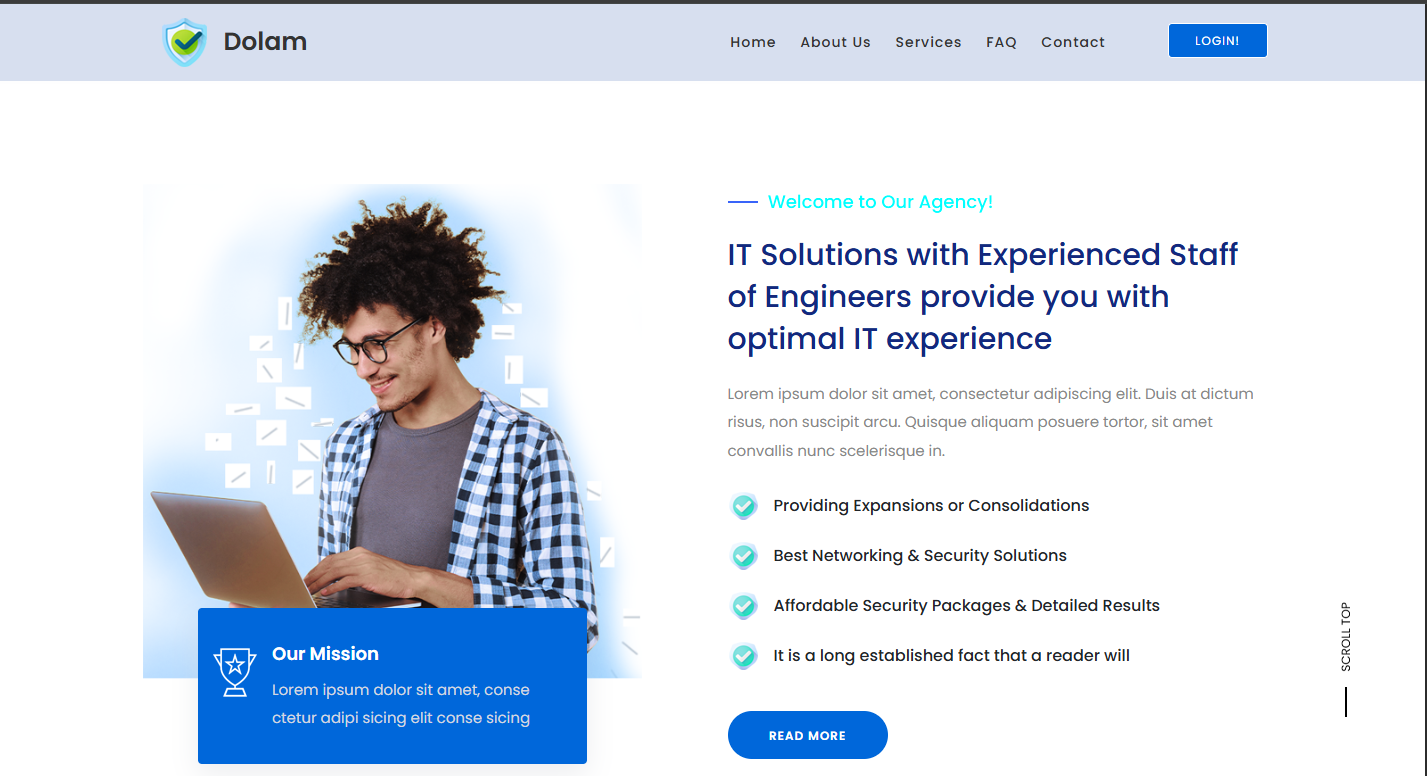 Dolam
Home About Us Services FAQ Contact
LOGIN!
Welcome to Our Agency!
IT Solutions with Experienced Staff
of Engineers provide you with
optimal IT experience
Lorem ipsum dolor sit amet, consectetur adipiscing elit. Duis at dictum
risus, non suscipit arcu. Quisque aliquam posuere tortor, sit amet
convallis nunc scelerisque in.
Providing Expansions or Consolidations
Best Networking & Security Solutions
Affordable Security Packages & Detailed Results
It is a long established fact that a reader will
READ MORE
Our Mission
Lorem ipsum dolor sit amet, conse
ctetur adipi sicing elit conse sicing
SCROLL TOP